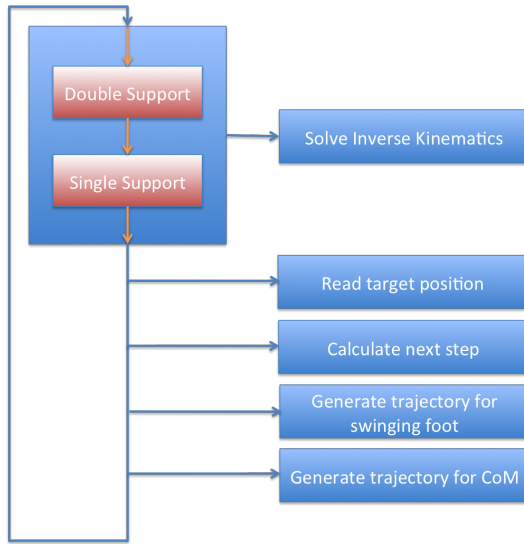 Double Support
Solve Inverse Kinematics
Single Support
Read target position
Calculate next step
Generate trajectory for
swinging foot
Generate trajectory for CoM